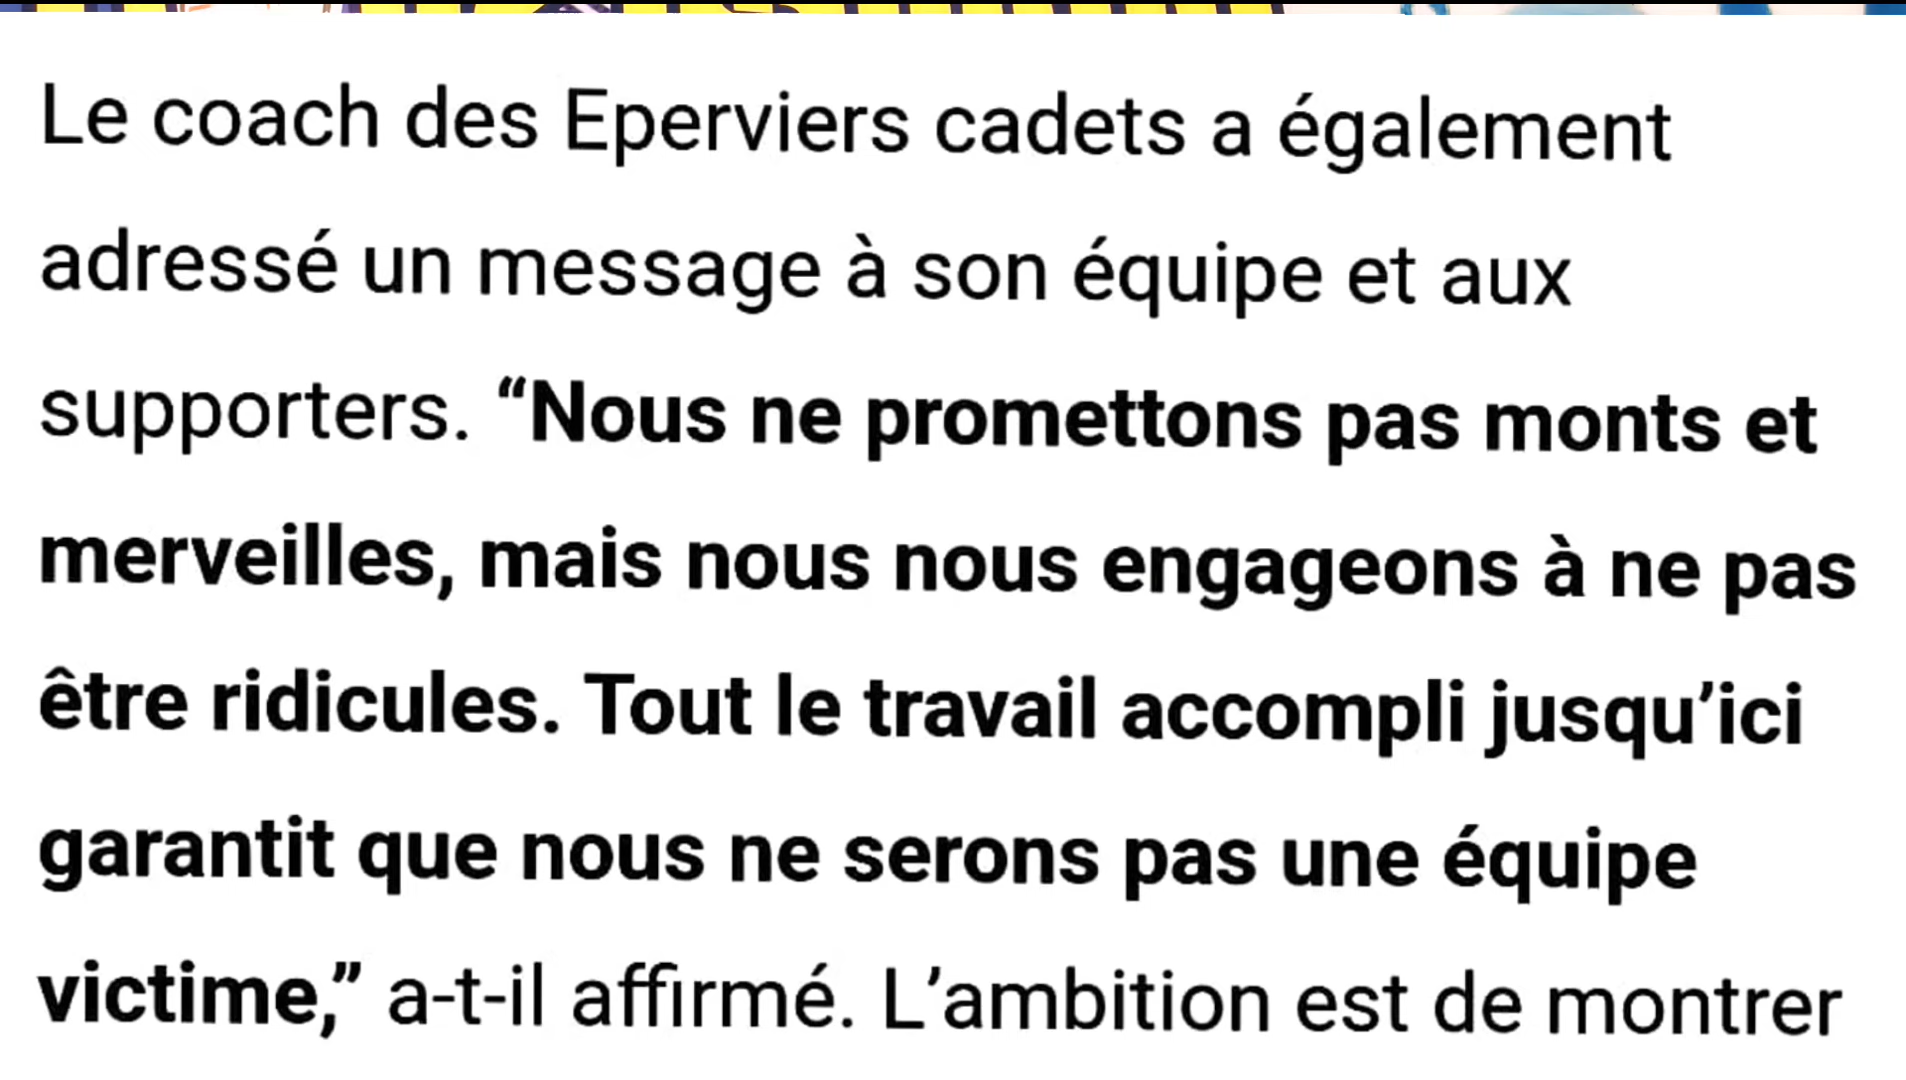 Le coach des Eperviers cadets a également
adressé un message à son équipe et aux
supporters. “Nous ne promettons pas monts et
merveilles, mais nous nous engageons à ne pas
être ridicules. Tout le travail accompli jusqu’ici
garantit que nous ne serons pas une équipe
victime,” a-t-il affirmé. L’ambition est de montrer